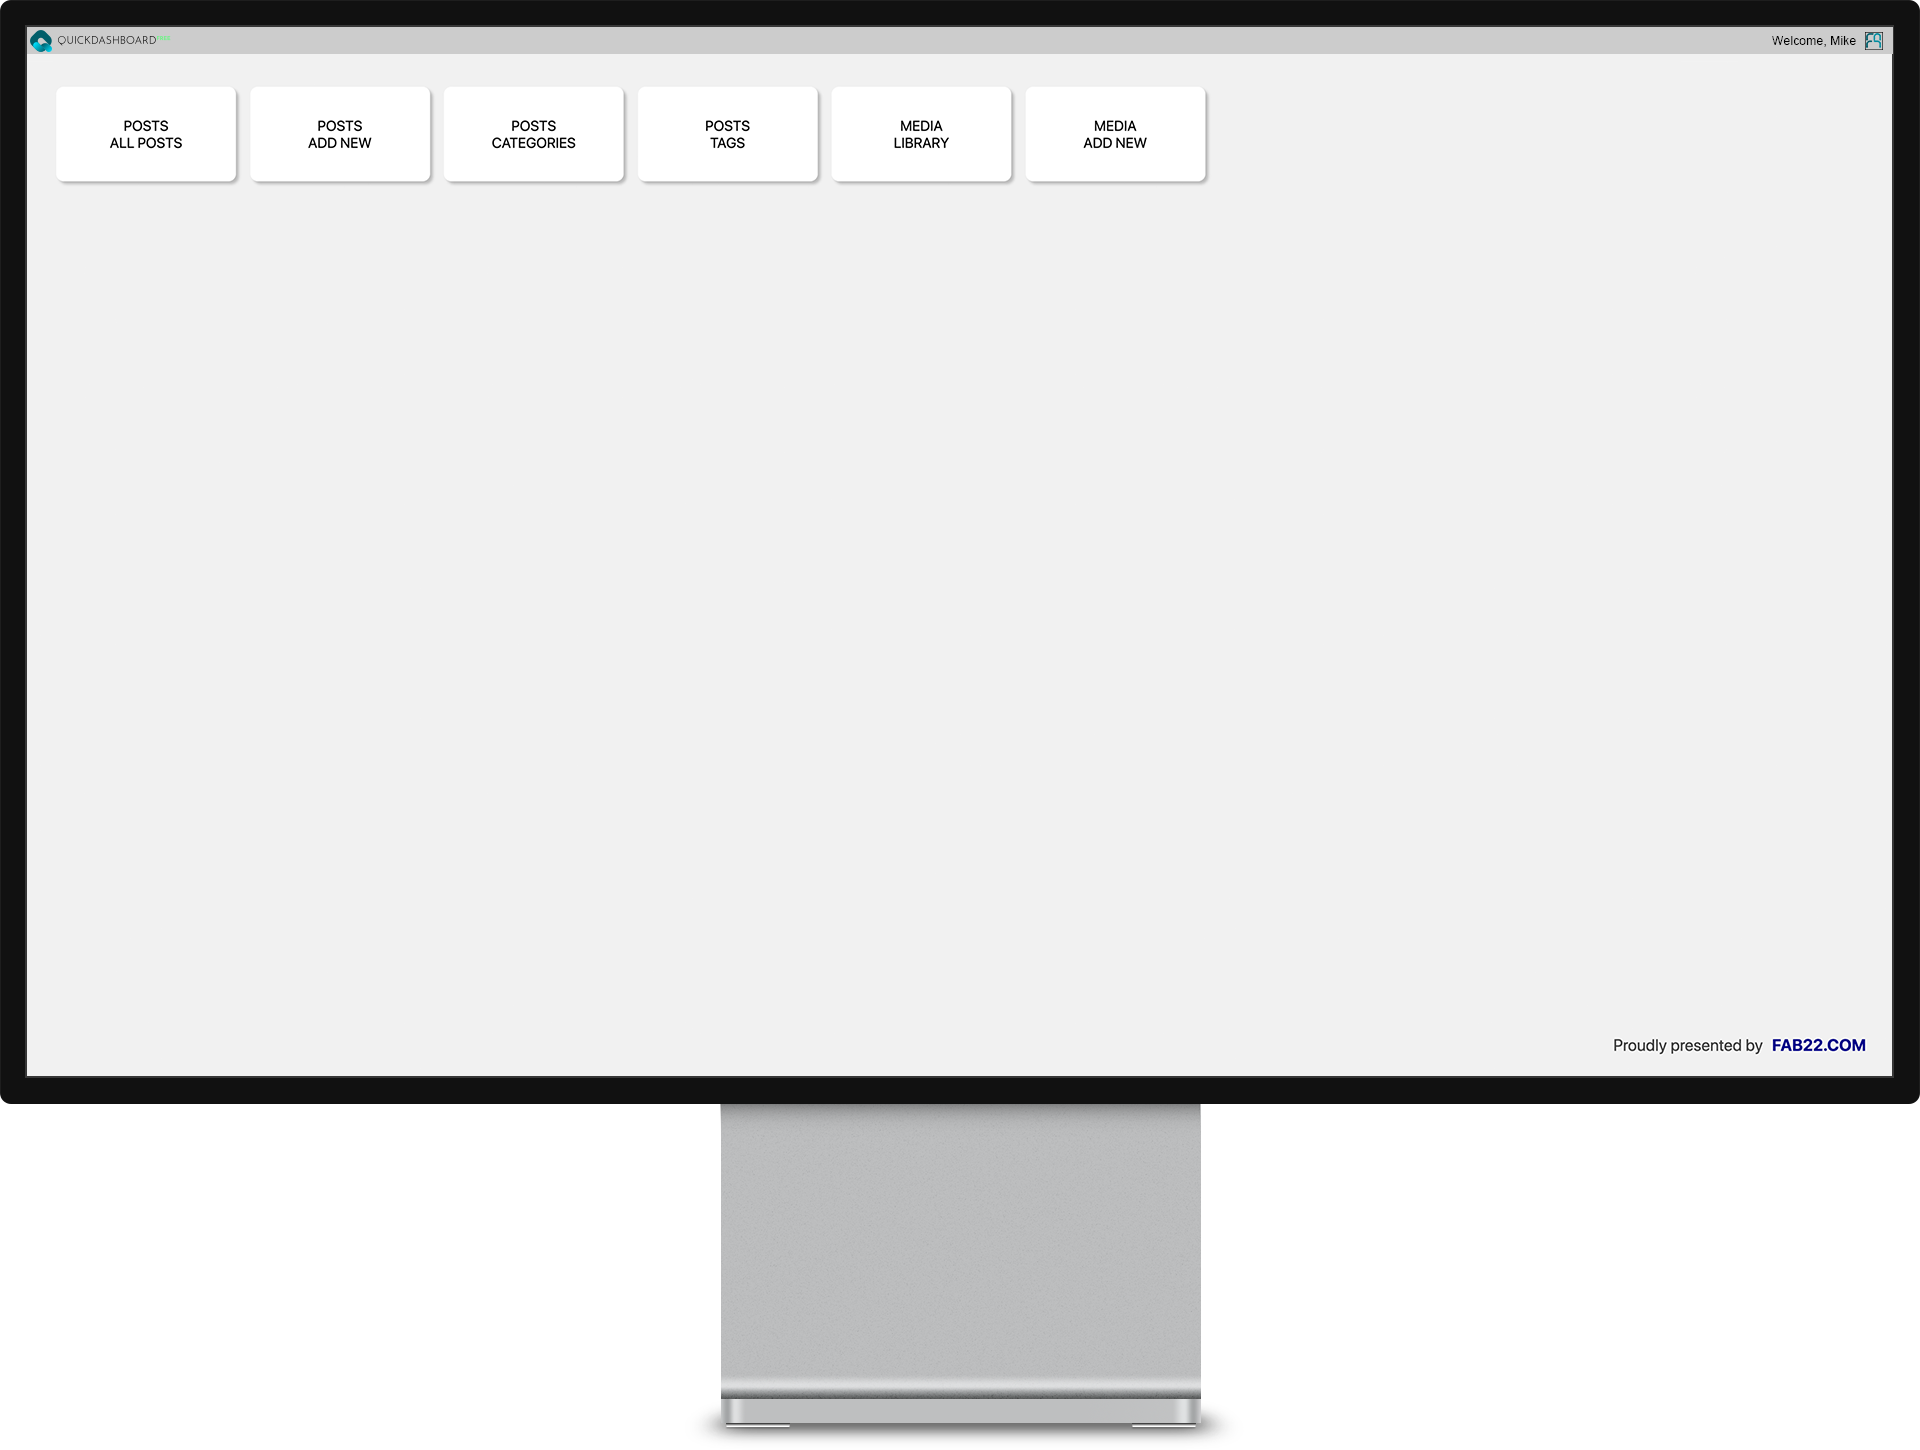 QUICKDASHBOARD
Welcome, Mike
POSTS
ALL POSTS
POSTS
ADD NEW
POSTS
CATEGORIES
POSTS
TAGS
MEDIA
LIBRARY
MEDIA
ADD NEW
Proudly presented by FAB22.COM